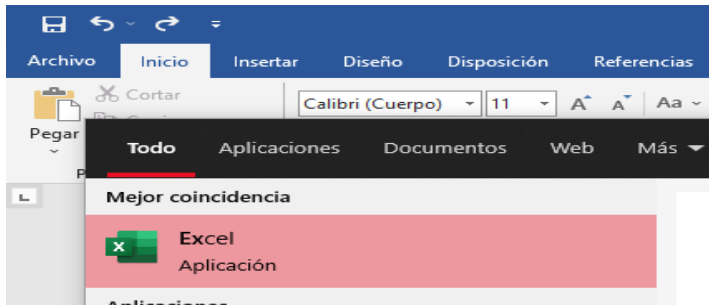 Archivo Inicio Insertar Diseño Disposición Referencias
Cortar
Calibri (Cuerpo) 11 A A Aa
Pegar
Todo Aplicaciones Documentos Web Más
Mejor coincidencia
Excel
Aplicación
Aplicaciones